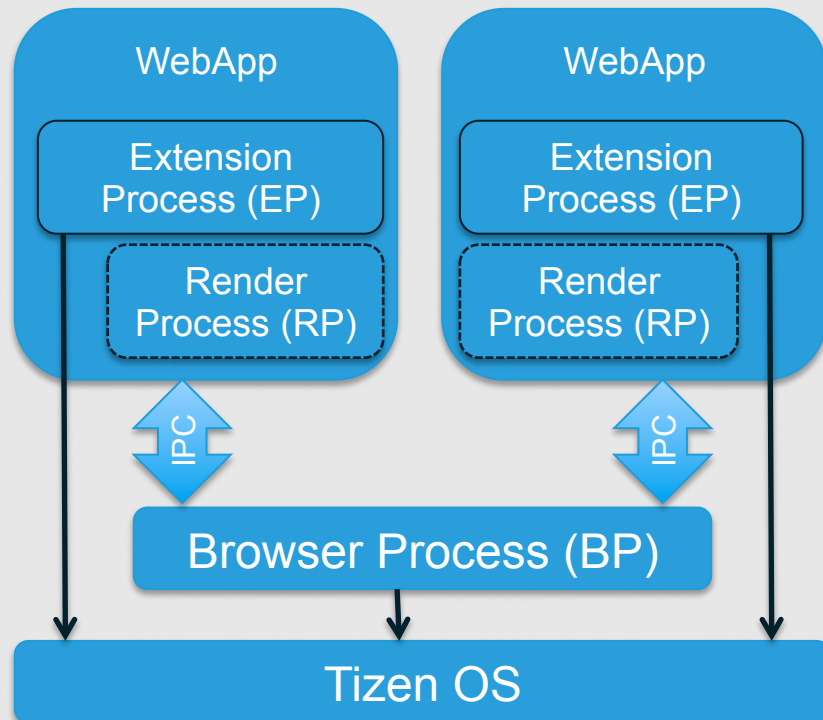 WebApp
Extension
Process (EP)
Render
Process (RP)
WebApp
Extension
Process (EP)
Render
Process (RP)
IPC
IPC
Browser Process (BP)
Tizen OS